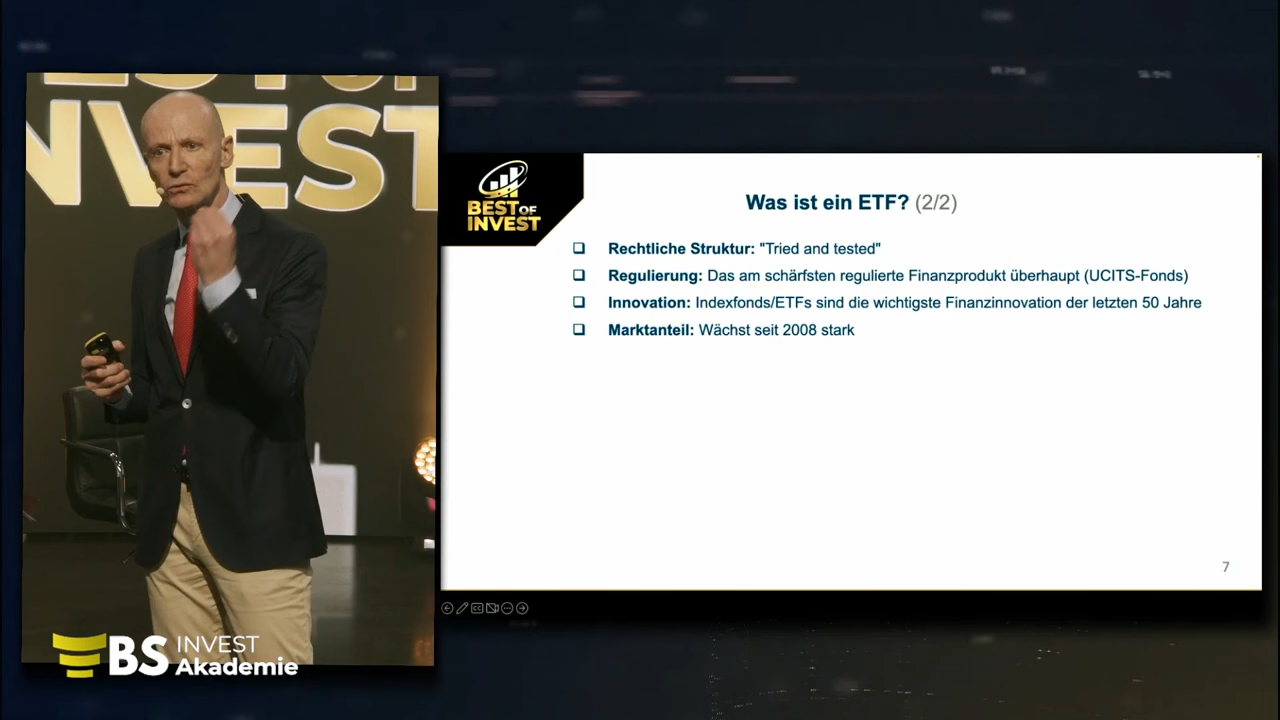 INVEST
BEST OF
INVEST
Was ist ein ETF? (2/2)
❑ Rechtliche Struktur: "Tried and tested"
❑ Regulierung: Das am schärfsten regulierte Finanzprodukt überhaupt (UCITS-Fonds)
❑ Innovation: Indexfonds/ETFs sind die wichtigste Finanzinnovation der letzten 50 Jahre
❑ Marktanteil: Wächst seit 2008 stark
7
CC
BS INVEST
Akademie